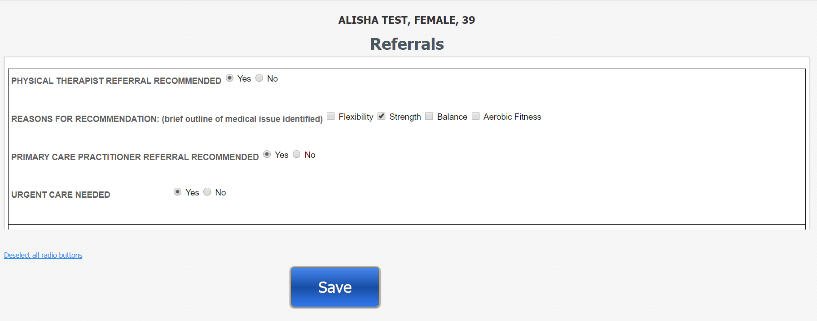 ALISHA TEST, FEMALE, 39
Referrals
PHYSICAL THERAPIST REFERRAL RECOMMENDED Yes No
REASONS FOR RECOMMENDATION: (brief outline of medical issue identified) Flexibility Strength Balance Aerobic Fitness
PRIMARY CARE PRACTITIONER REFERRAL RECOMMENDED Yes No
URGENT CARE NEEDED Yes No
Deselect all radio buttons
Save